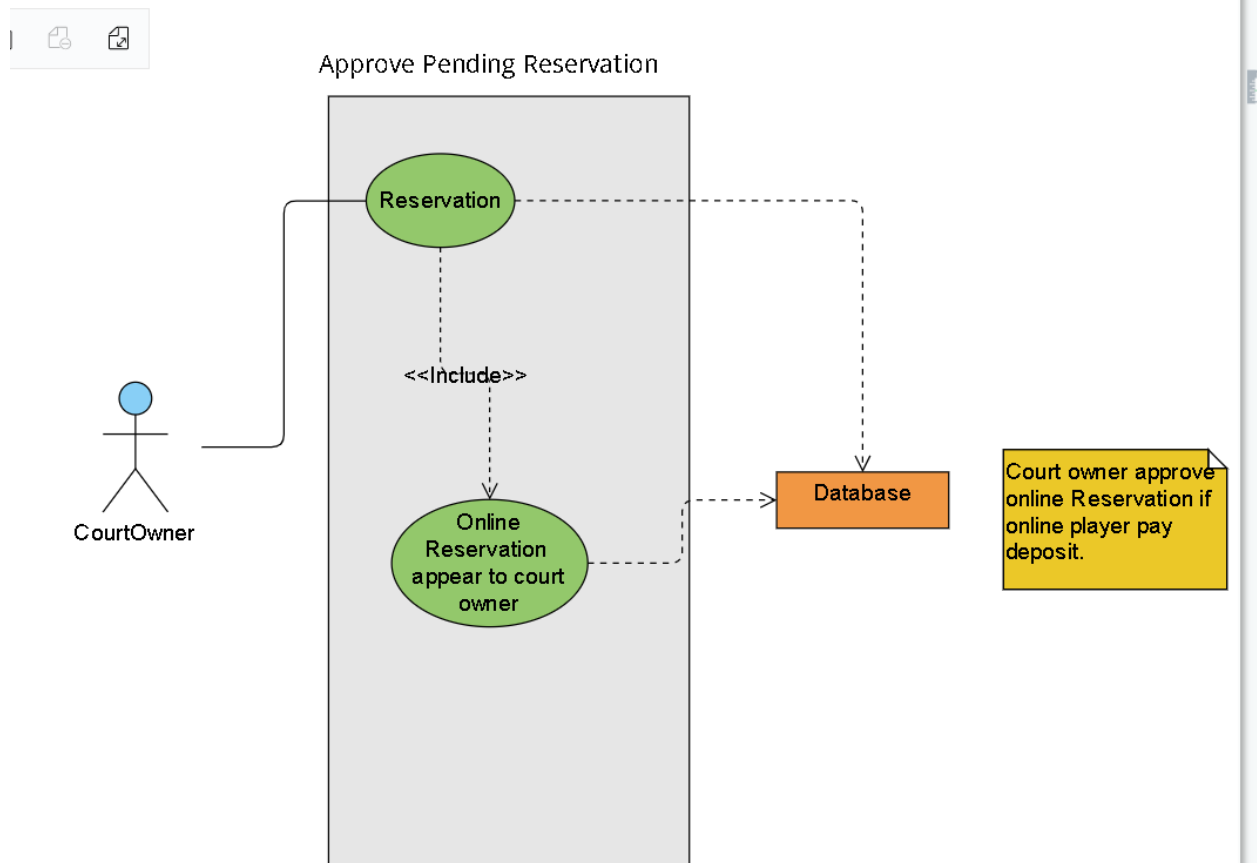 Approve Pending Reservation
Reservation
<<Include>>
CourtOwner
Online
Reservation
appear to court
owner
Database
Court owner approve
online Reservation if
online player pay
deposit.